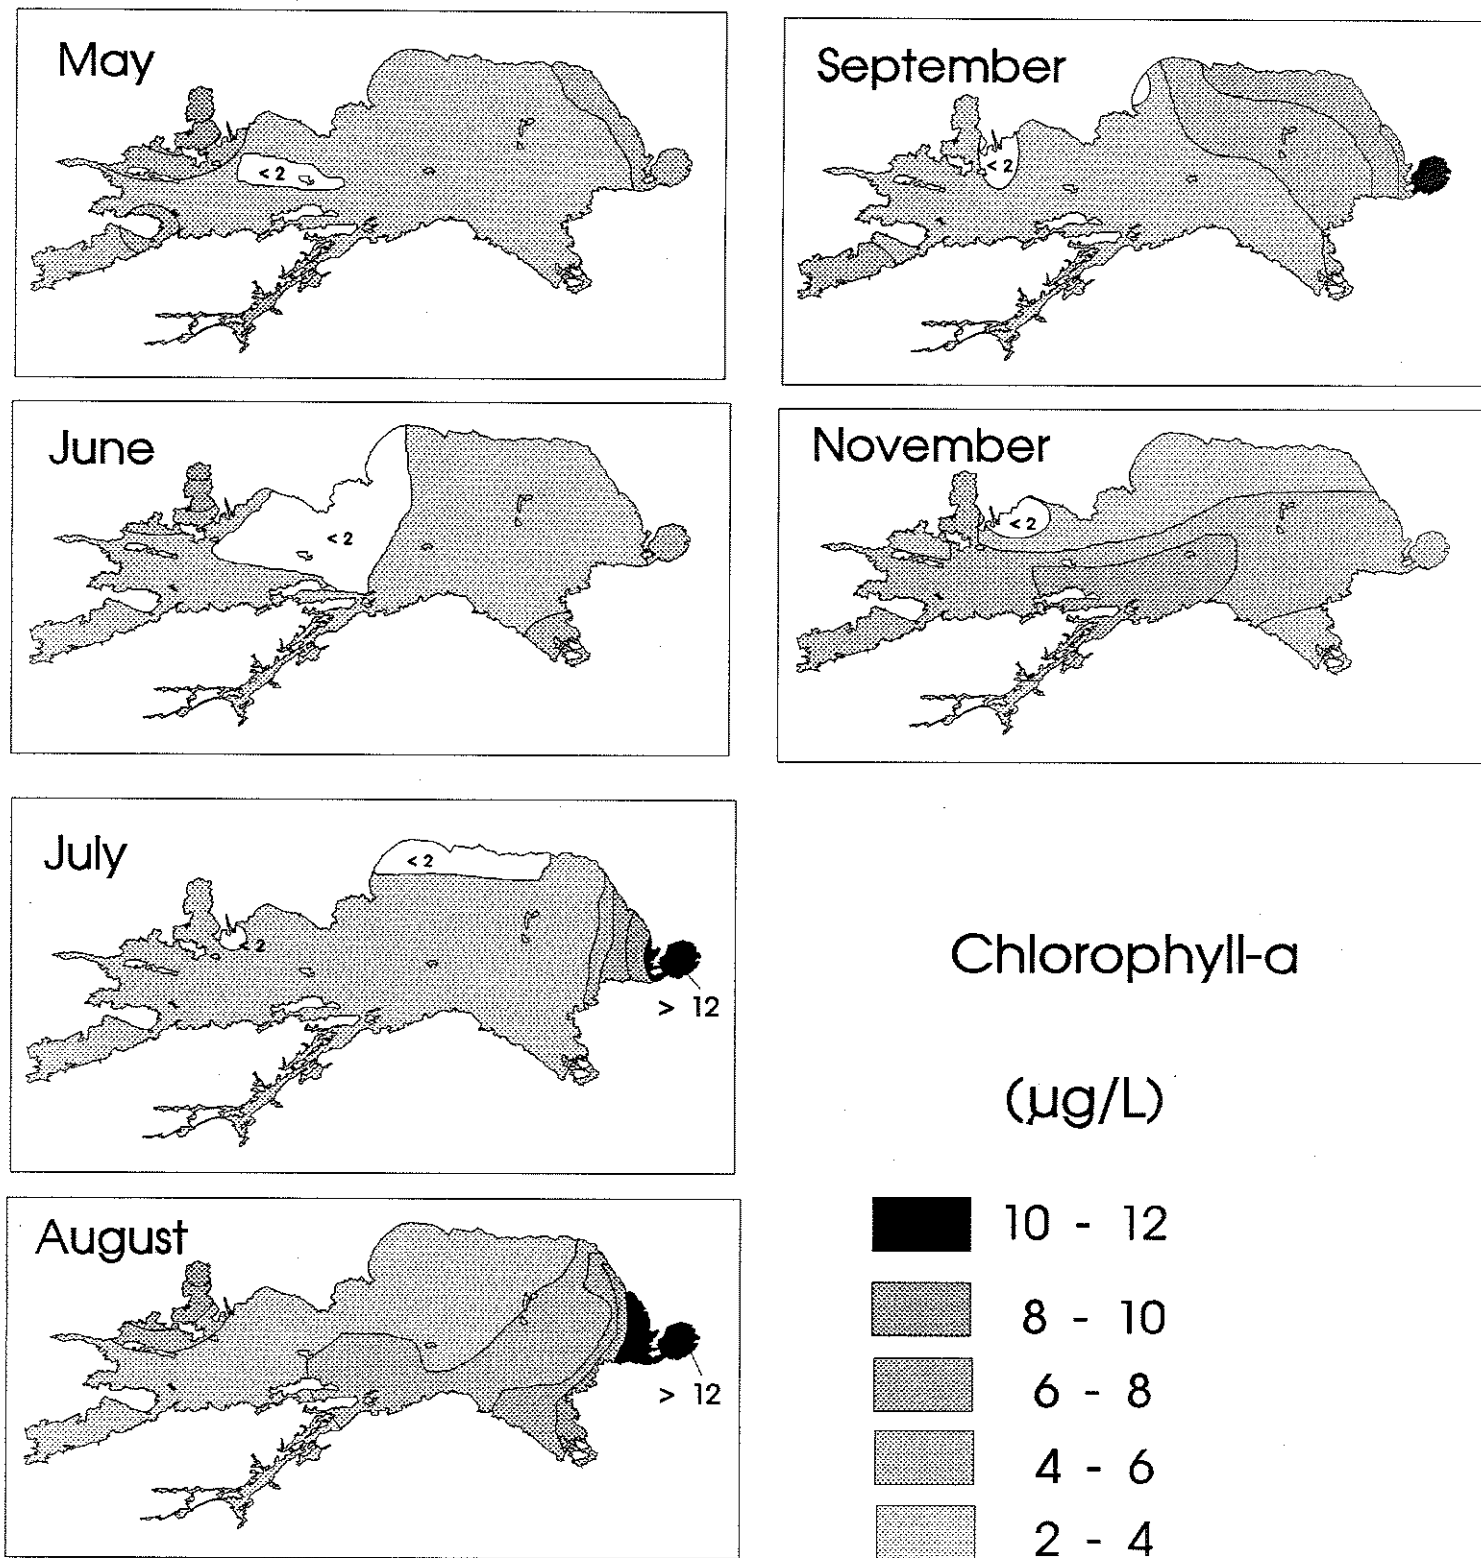 May
< 2
September
< 2
June
< 2
November
< 2
July
< 2
< 2
> 12
August
> 12
Chlorophyll-a
(µg/L)
10 - 12
8 - 10
6 - 8
4 - 6
2 - 4